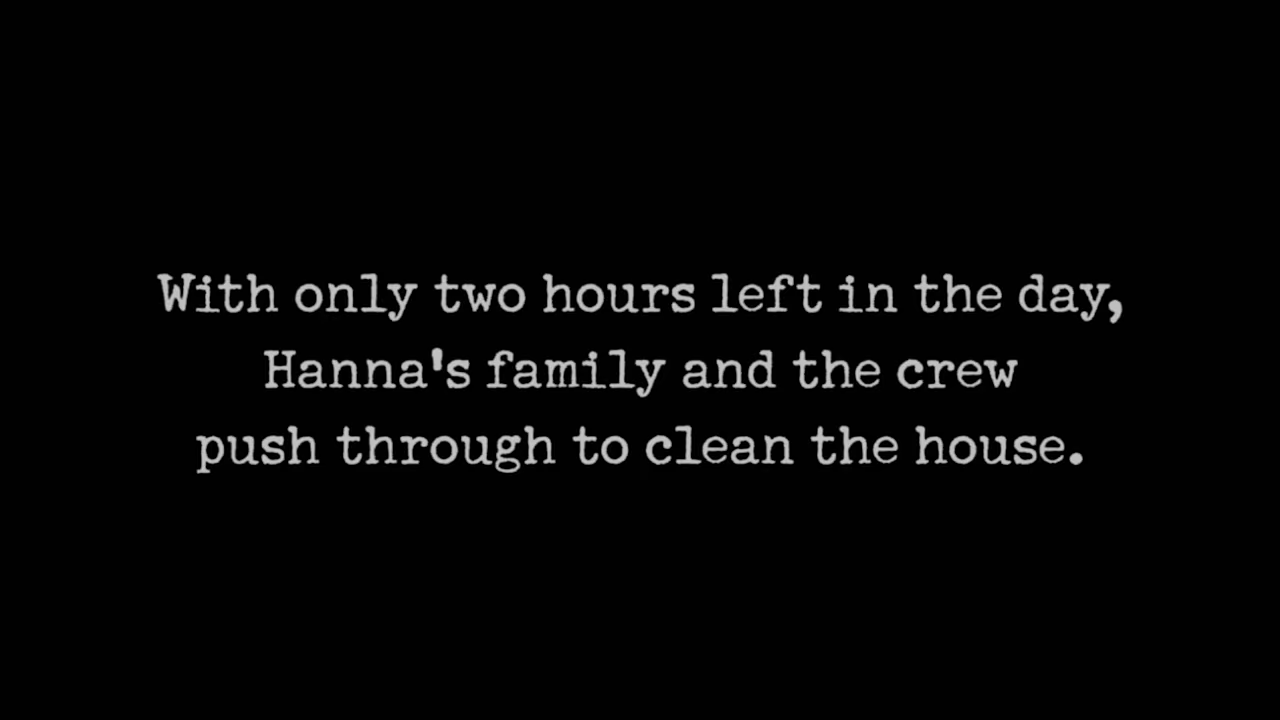 With only two hours left in the day,
Hanna's family and the crew
push through to clean the house.